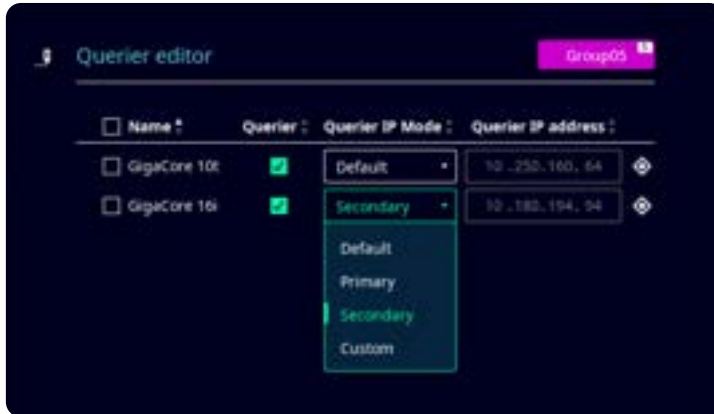 Querier editor
Group05 5
Name Querier Querier IP Mode Querier IP address
GigaCore 10t Default 10 .250.160. 64
GigaCore 16i Secondary 10 .180.194. 94
Default
Primary
Secondary
Custom